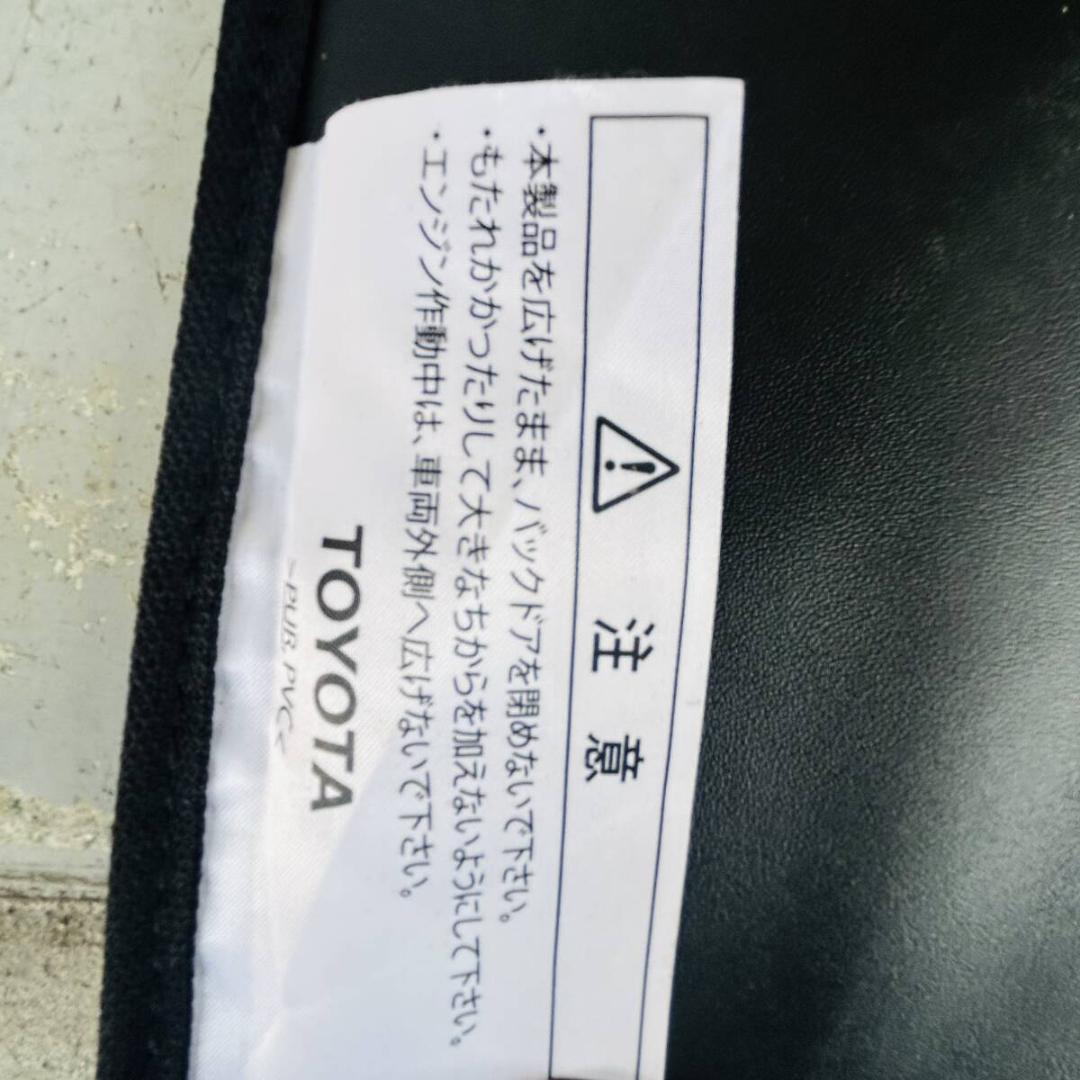 注意
・本製品を広げたまま、バックドアを閉めないで下さい。
・もたれかかったりして大きなちからを加えないようにして下さい。
・エンジン作動中は、車両外側へ広げないで下さい。
TOYOTA
>PUR,PVC<